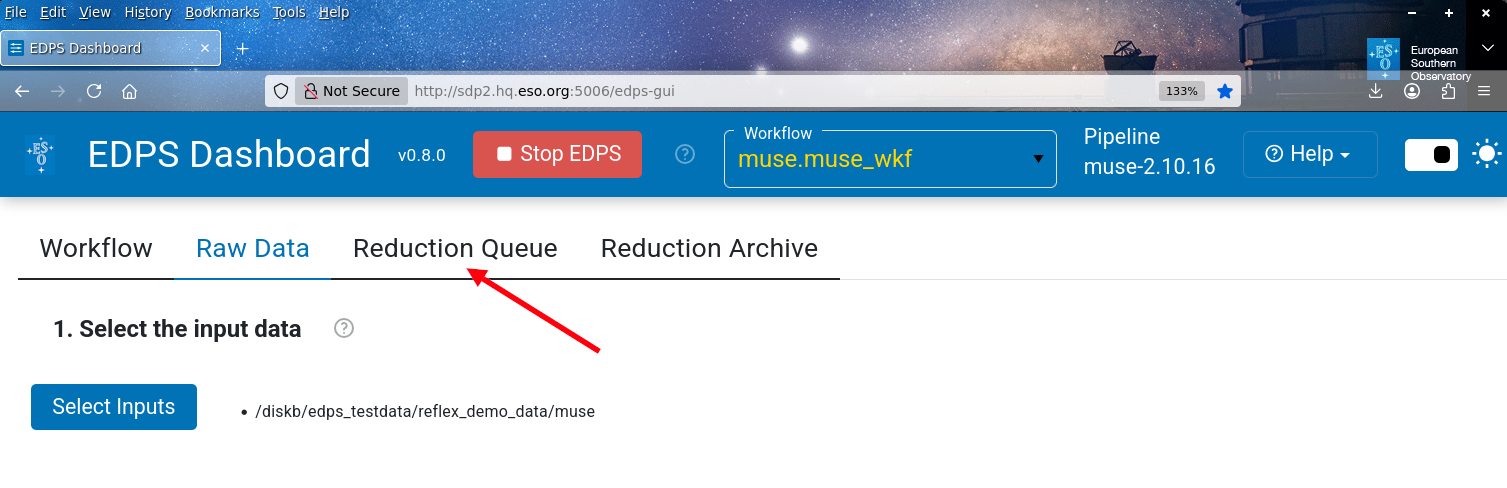 File Edit View History Bookmarks Tools Help
EDPS Dashboard
European
Southern
Observatory
Not Secure http://sdp2.hq.eso.org:5006/edps-gui 133%
EDPS Dashboard v0.8.0 Stop EDPS
Workflow
muse.muse_wkf
Pipeline
muse-2.10.16
Help
Workflow Raw Data Reduction Queue Reduction Archive
1. Select the input data
Select Inputs • /diskb/edps_testdata/reflex_demo_data/muse